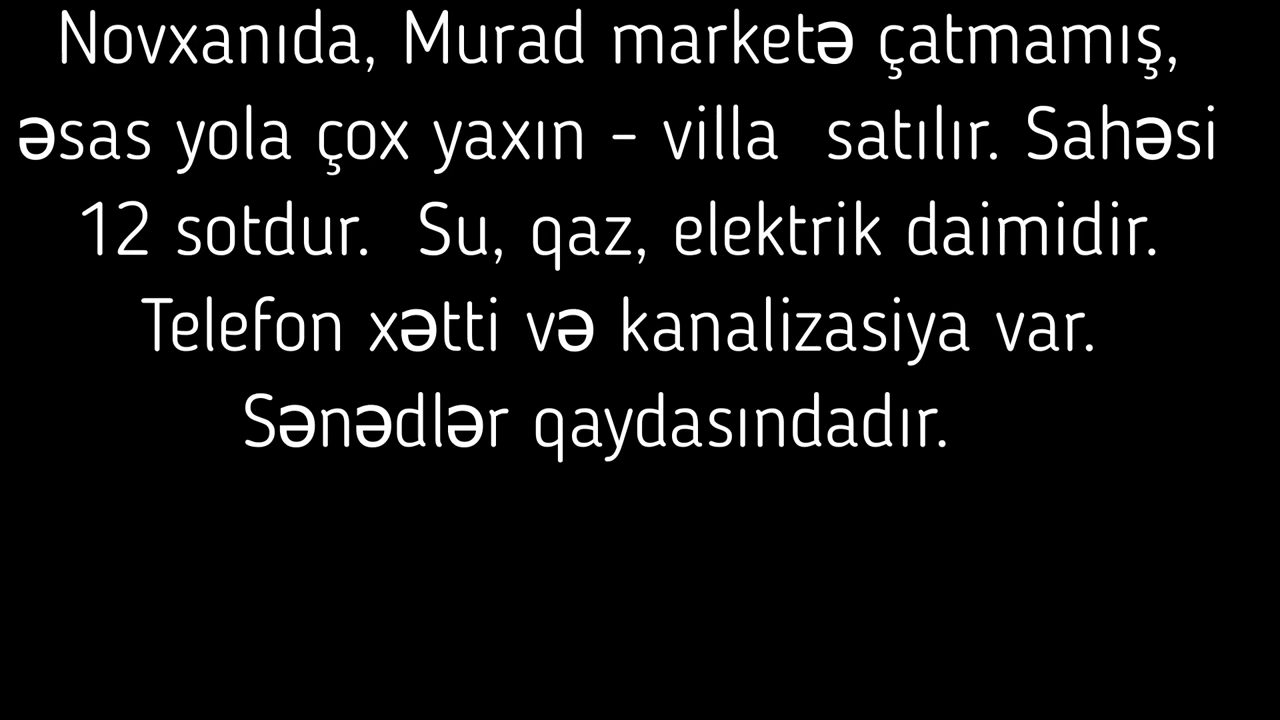 Novxanıda, Murad marketə çatmamış,
əsas yola çox yaxın - villa  satılır. Sahəsi
12 sotdur.  Su, qaz, elektrik daimidir.
Telefon xətti və kanalizasiya var.
Sənədlər qaydasındadır.